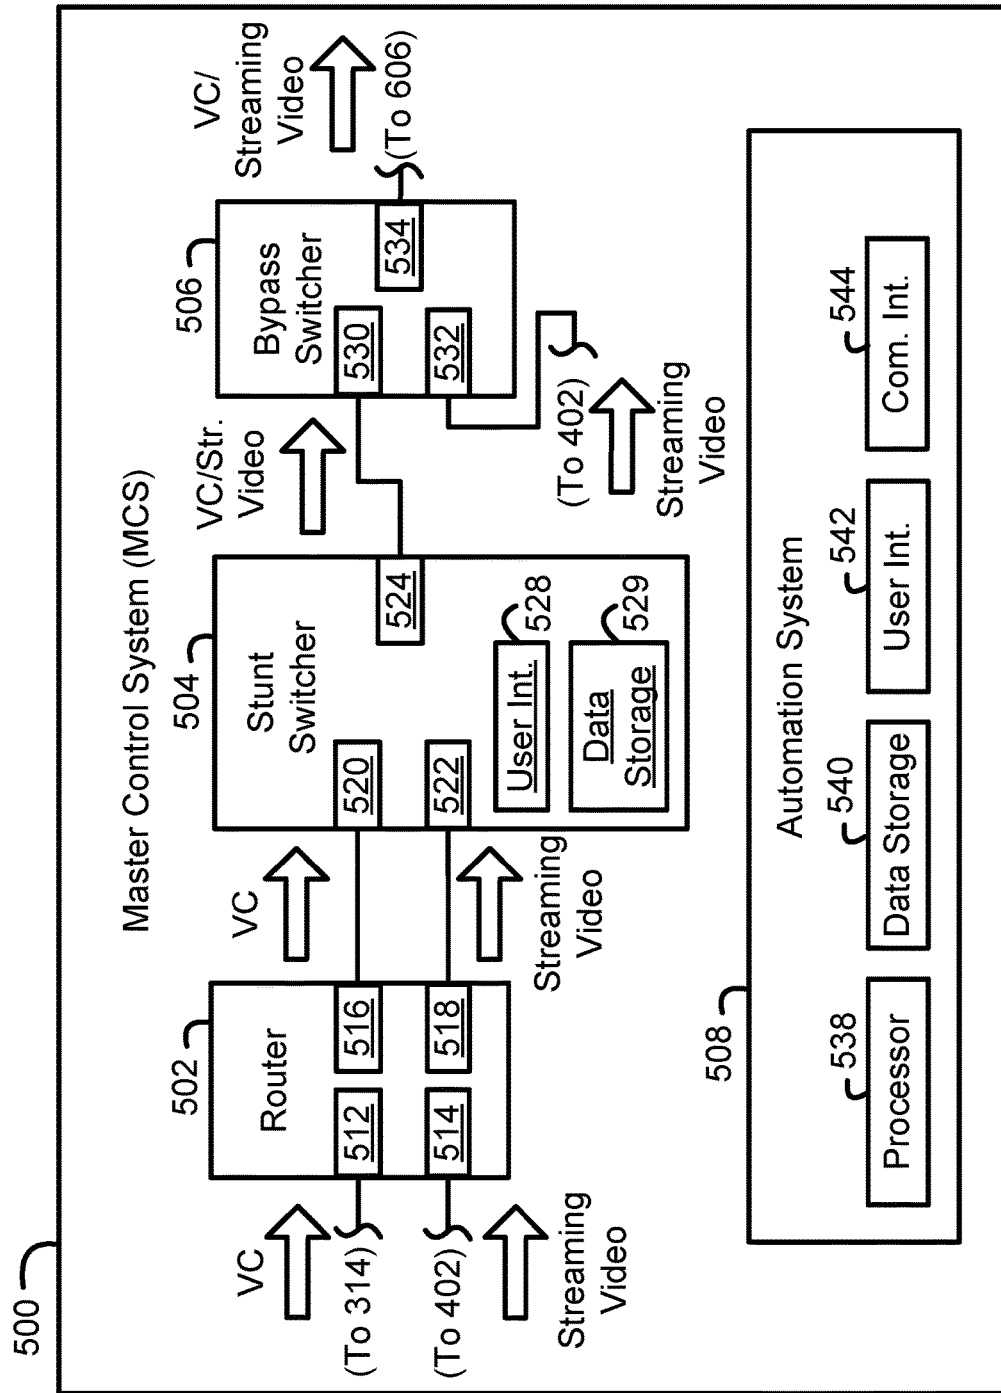 500
Master Control System (MCS)
502
Router
512
514
516
518
VC
(To 314)
(To 402)
Streaming
Video
VC
Streaming
Video
504
Stunt
Switcher
520
522
524
User Int.
528
Data
Storage
529
VC/Str.
Video
506
Bypass
Switcher
530
532
534
(To 402)
Streaming
Video
VC/
Streaming
Video
(To 606)
508
Automation System
538
Processor
540
Data Storage
542
User Int.
544
Com. Int.